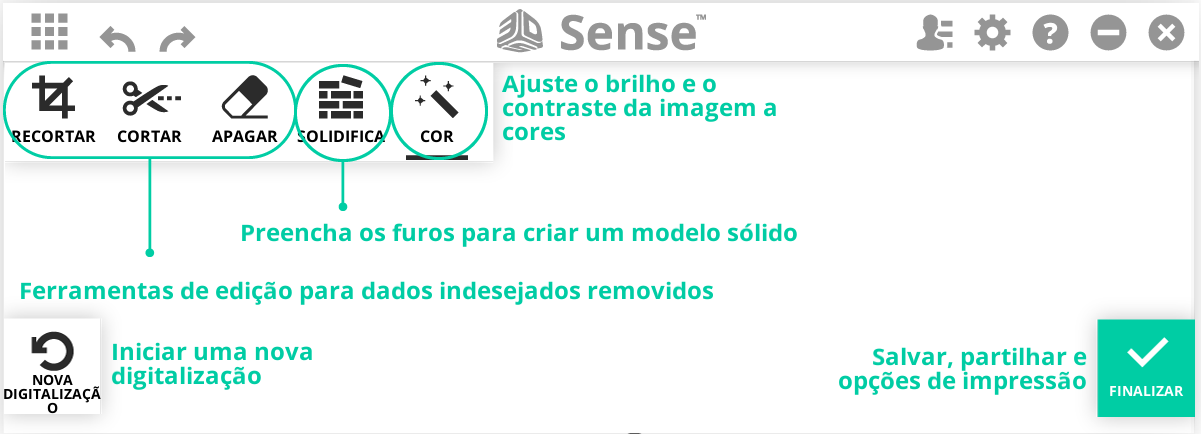 Sense™
RECORTAR CORTAR APAGAR SOLIDIFICA COR
Ajuste o brilho e o
contraste da imagem a
cores
Preencha os furos para criar um modelo sólido
Ferramentas de edição para dados indesejados removidos
NOVA
DIGITALIZAÇÃ
O
Iniciar uma nova
digitalização
Salvar, partilhar e
opções de impressão
FINALIZAR